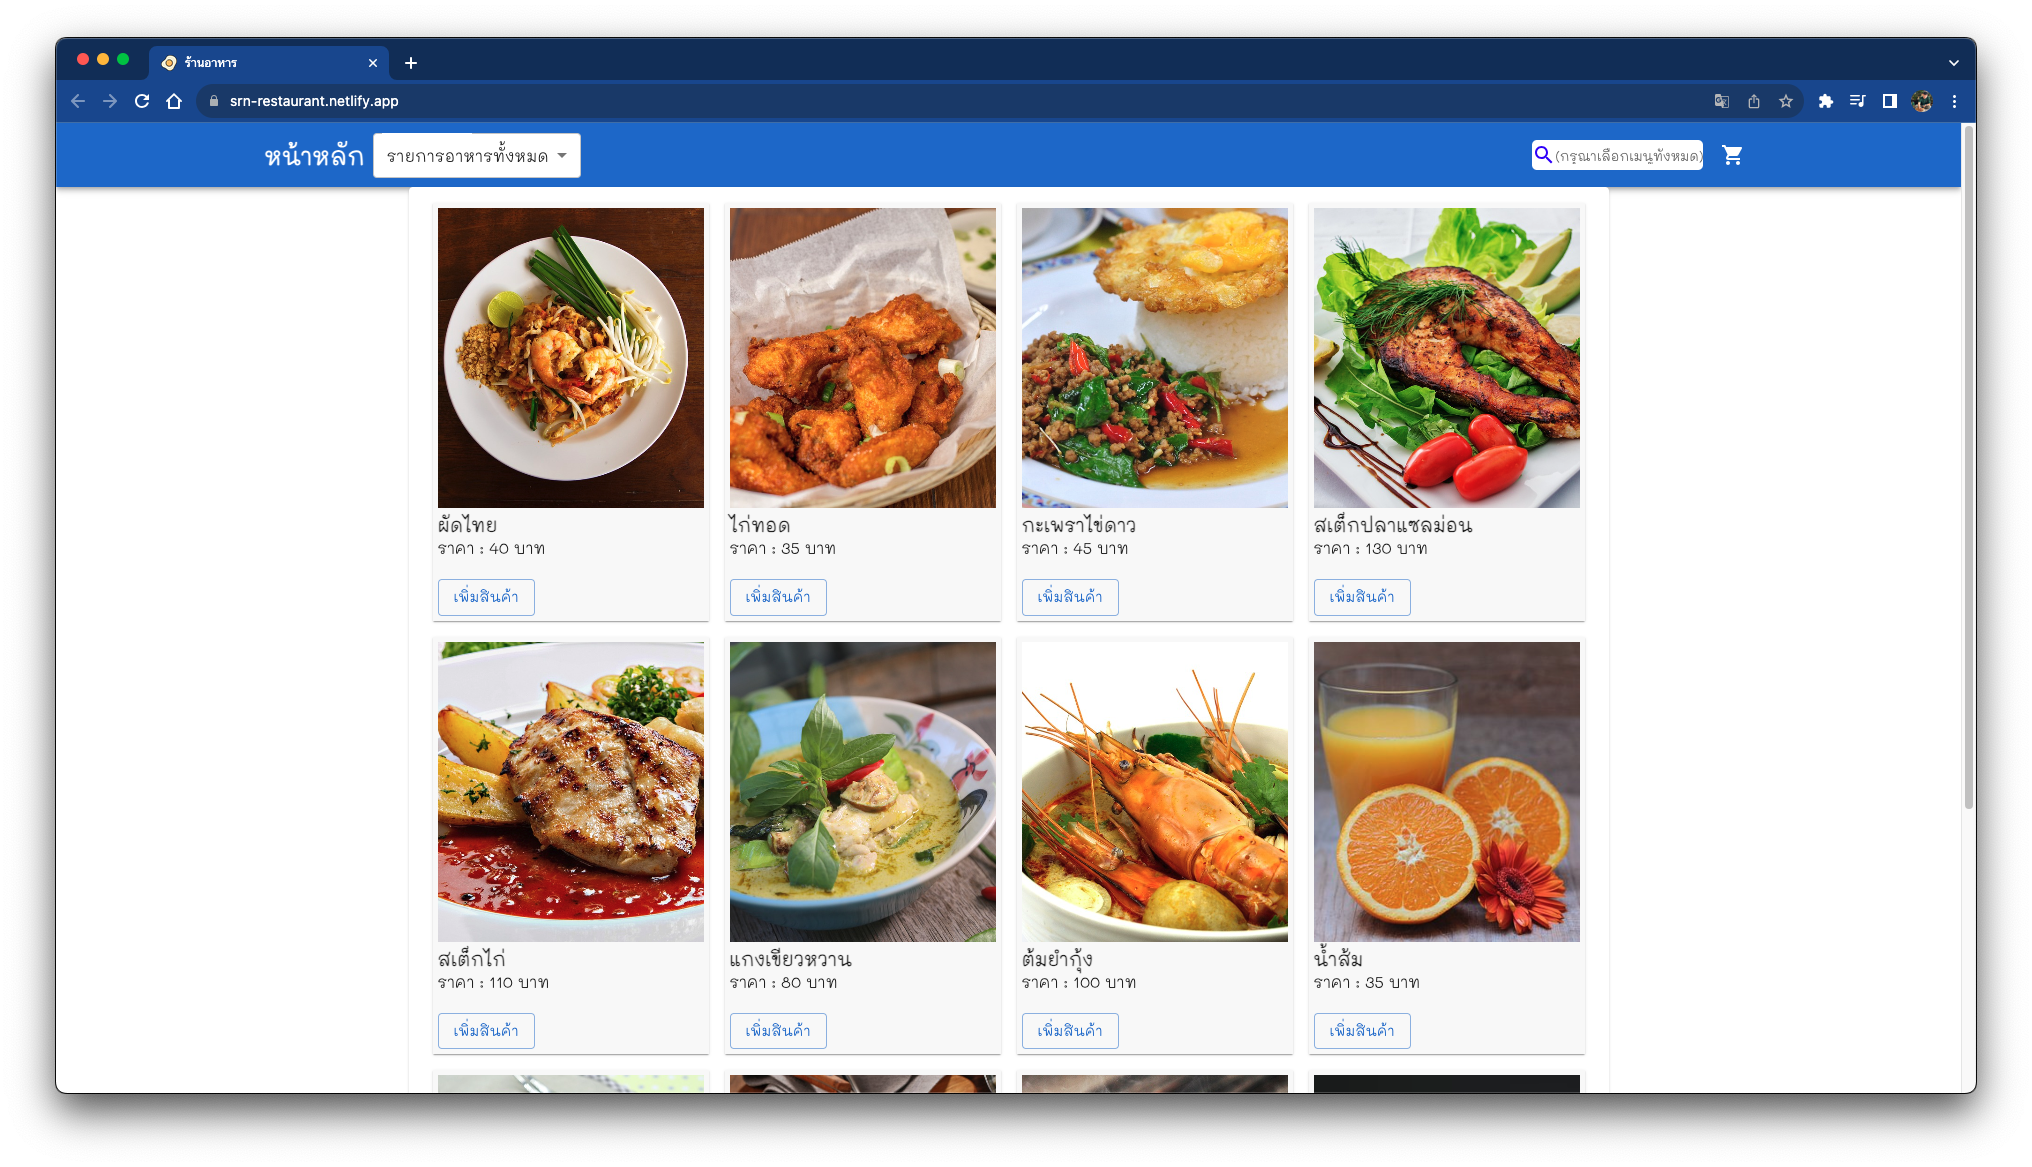 ร้านอาหาร
srn-restaurant.netlify.app
หน้าหลัก
รายการอาหารทั้งหมด
(กรุณาเลือกเมนูทั้งหมด)
ผัดไทย
ราคา : 40 บาท
เพิ่มสินค้า
ไก่ทอด
ราคา : 35 บาท
เพิ่มสินค้า
กะเพราไข่ดาว
ราคา : 45 บาท
เพิ่มสินค้า
สเต็กปลาแซลม่อน
ราคา : 130 บาท
เพิ่มสินค้า
สเต็กไก่
ราคา : 110 บาท
เพิ่มสินค้า
แกงเขียวหวาน
ราคา : 80 บาท
เพิ่มสินค้า
ต้มยำกุ้ง
ราคา : 100 บาท
เพิ่มสินค้า
น้ำส้ม
ราคา : 35 บาท
เพิ่มสินค้า